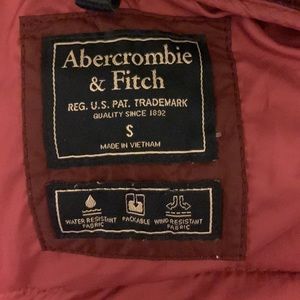 Abercrombie
& Fitch
REG. U.S. PAT. TRADEMARK
QUALITY SINCE 1892
S
MADE IN VIETNAM
WATER RESISTANT PACKABLE WIND RESISTANT
FABRIC FABRIC